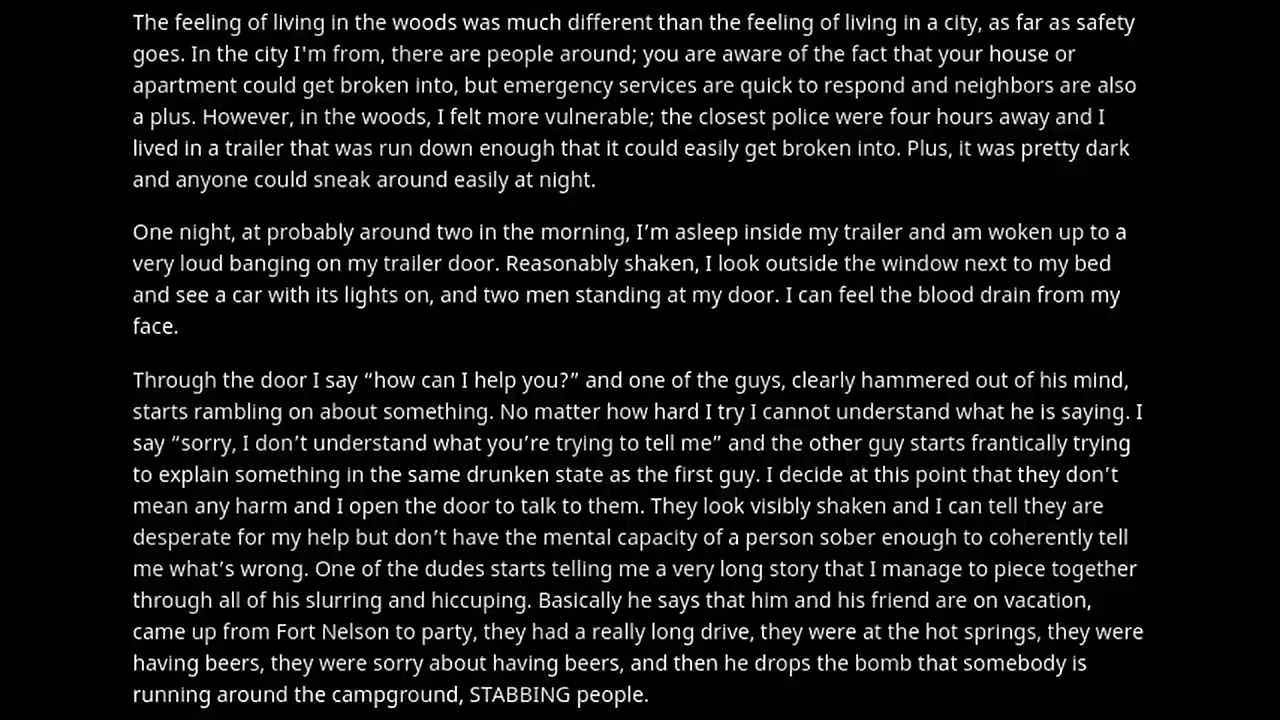 The feeling of living in the woods was much different than the feeling of living in a city, as far as safety
goes. In the city I'm from, there are people around; you are aware of the fact that your house or
apartment could get broken into, but emergency services are quick to respond and neighbors are also
a plus. However, in the woods, I felt more vulnerable; the closest police were four hours away and I
lived in a trailer that was run down enough that it could easily get broken into. Plus, it was pretty dark
and anyone could sneak around easily at night.
One night, at probably around two in the morning, I’m asleep inside my trailer and am woken up to a
very loud banging on my trailer door. Reasonably shaken, I look outside the window next to my bed
and see a car with its lights on, and two men standing at my door. I can feel the blood drain from my
face.
Through the door I say “how can I help you?” and one of the guys, clearly hammered out of his mind,
starts rambling on about something. No matter how hard I try I cannot understand what he is saying. I
say “sorry, I don’t understand what you’re trying to tell me” and the other guy starts frantically trying
to explain something in the same drunken state as the first guy. I decide at this point that they don’t
mean any harm and I open the door to talk to them. They look visibly shaken and I can tell they are
desperate for my help but don’t have the mental capacity of a person sober enough to coherently tell
me what’s wrong. One of the dudes starts telling me a very long story that I manage to piece together
through all of his slurring and hiccuping. Basically he says that him and his friend are on vacation,
came up from Fort Nelson to party, they had a really long drive, they were at the hot springs, they were
having beers, they were sorry about having beers, and then he drops the bomb that somebody is
running around the campground, STABBING people.